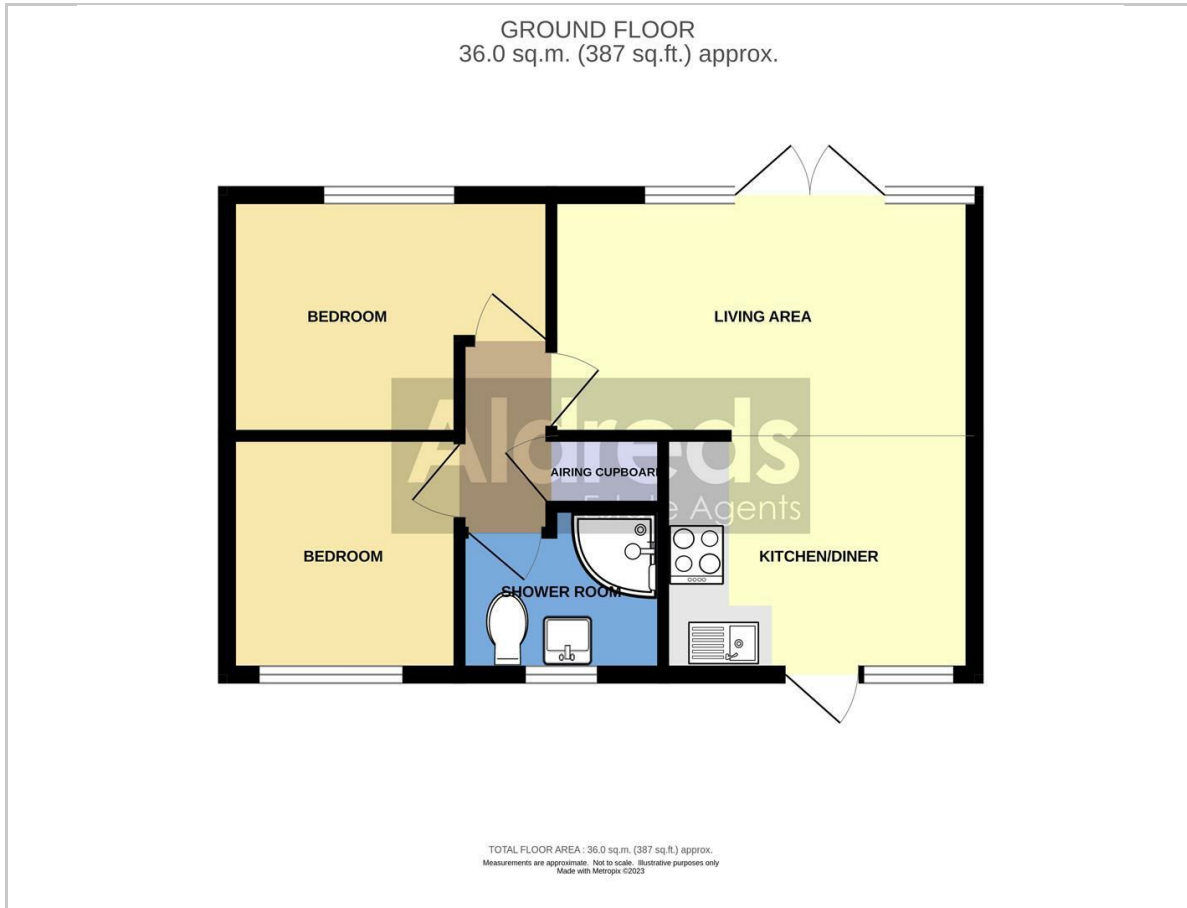 GROUND FLOOR
36.0 sq.m. (387 sq.ft.) approx.
BEDROOM
LIVING AREA
Aldreds
Estate Agents
AIRING CUPBOARD
BEDROOM
KITCHEN/DINER
SHOWER ROOM
TOTAL FLOOR AREA : 36.0 sq.m. (387 sq.ft.) approx.
Measurements are approximate. Not to scale. Illustrative purposes only
Made with Metropix ©2023